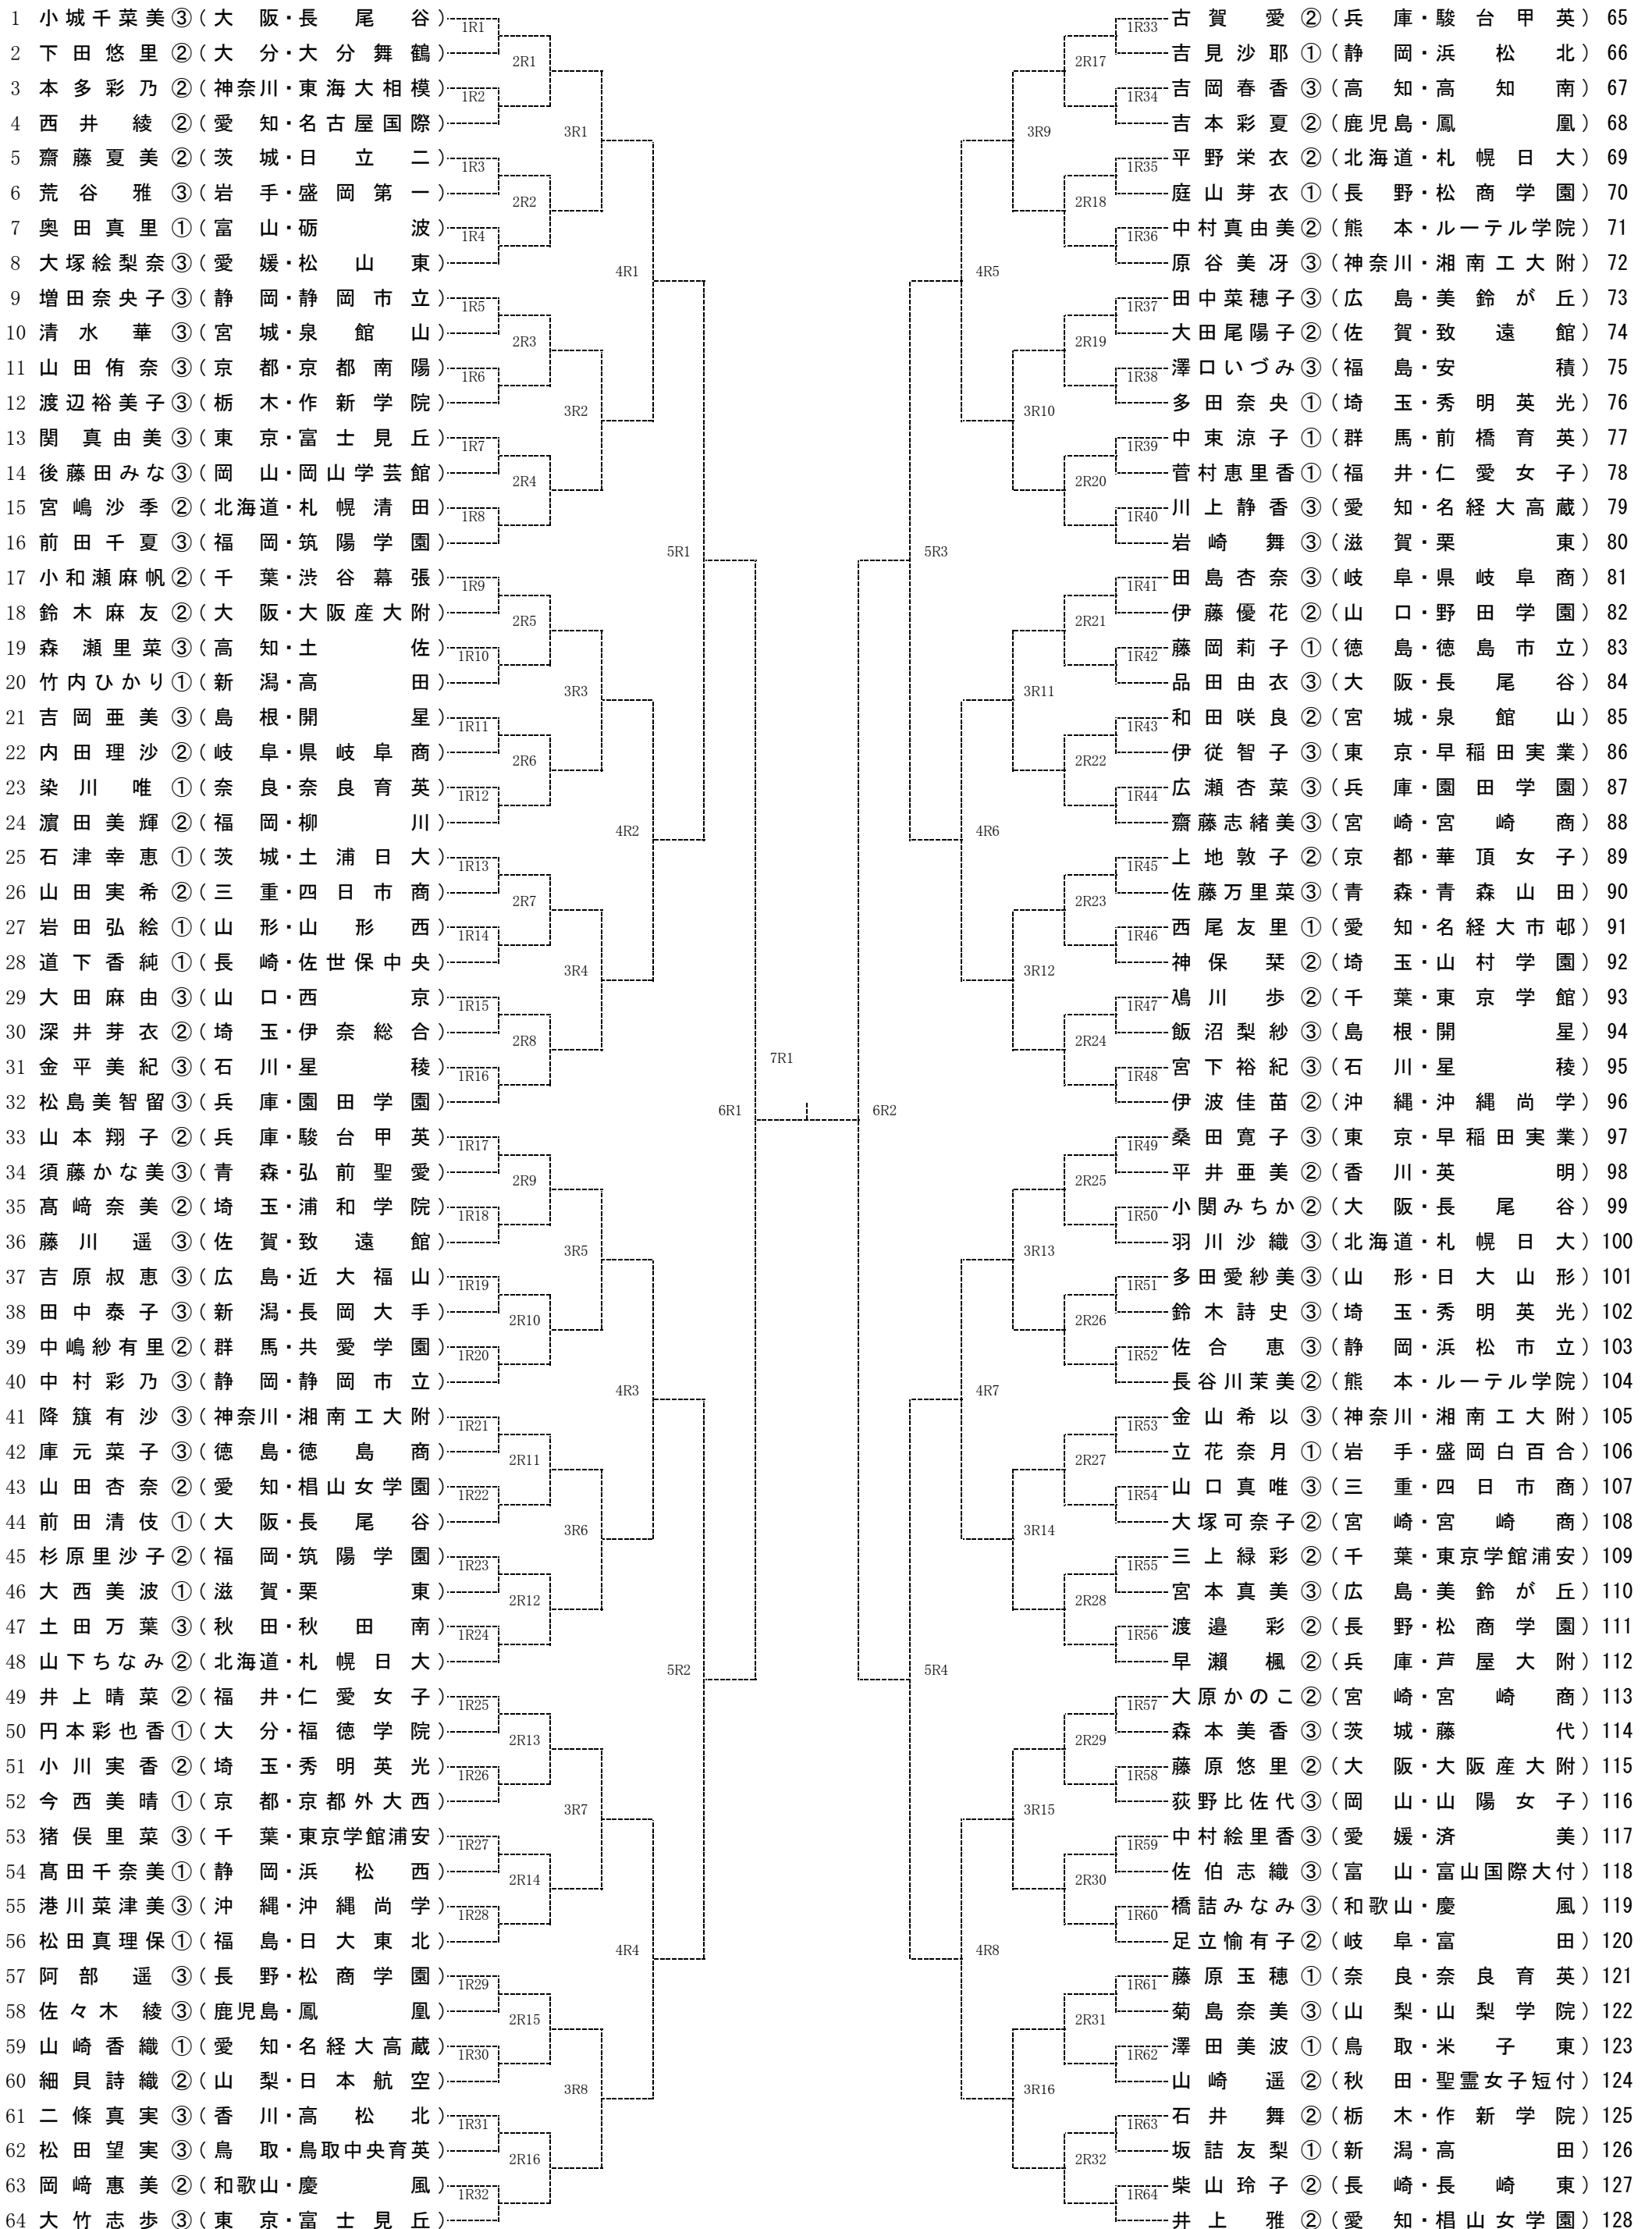 1 小城千菜美③(大阪・長尾谷)
2 下田悠里②(大分・大分舞鶴)
3 本多彩乃②(神奈川・東海大相模)
4 西井綾②(愛知・名古屋国際)
5 齋藤夏美②(茨城・日立二)
6 荒谷雅③(岩手・盛岡第一)
7 奥田真里①(富山・砺波)
8 大塚絵梨奈③(愛媛・松山東)
9 増田奈央子③(静岡・静岡市立)
10 清水華③(宮城・泉館山)
11 山田侑奈③(京都・京都南陽)
12 渡辺裕美子③(栃木・作新学院)
13 関真由美③(東京・富士見丘)
14 後藤田みな③(岡山・岡山学芸館)
15 宮嶋沙季②(北海道・札幌清田)
16 前田千夏③(福岡・筑陽学園)
17 小和瀬麻帆②(千葉・渋谷幕張)
18 鈴木麻友②(大阪・大阪産大附)
19 森瀬里菜③(高知・土佐)
20 竹内ひかり①(新潟・高田)
21 吉岡亜美③(島根・開星)
22 内田理沙②(岐阜・県岐阜商)
23 染川唯①(奈良・奈良育英)
24 濵田美輝②(福岡・柳川)
25 石津幸恵①(茨城・土浦日大)
26 山田実希②(三重・四日市商)
27 岩田弘絵①(山形・山形西)
28 道下香純①(長崎・佐世保中央)
29 大田麻由③(山口・西京)
30 深井芽衣②(埼玉・伊奈総合)
31 金平美紀③(石川・星稜)
32 松島美智留③(兵庫・園田学園)
33 山本翔子②(兵庫・駿台甲英)
34 須藤かな美③(青森・弘前聖愛)
35 髙﨑奈美②(埼玉・浦和学院)
36 藤川遥③(佐賀・致遠館)
37 吉原叔恵③(広島・近大福山)
38 田中泰子③(新潟・長岡大手)
39 中嶋紗有里②(群馬・共愛学園)
40 中村彩乃③(静岡・静岡市立)
41 降籏有沙③(神奈川・湘南工大附)
42 庫元菜子③(徳島・徳島商)
43 山田杏奈②(愛知・椙山女学園)
44 前田清伎①(大阪・長尾谷)
45 杉原里沙子②(福岡・筑陽学園)
46 大西美波①(滋賀・栗東)
47 土田万葉③(秋田・秋田南)
48 山下ちなみ②(北海道・札幌日大)
49 井上晴菜②(福井・仁愛女子)
50 円本彩也香①(大分・福徳学院)
51 小川実香②(埼玉・秀明英光)
52 今西美晴①(京都・京都外大西)
53 猪俣里菜③(千葉・東京学館浦安)
54 髙田千奈美①(静岡・浜松西)
55 港川菜津美③(沖縄・沖縄尚学)
56 松田真理保①(福島・日大東北)
57 阿部遥③(長野・松商学園)
58 佐々木綾③(鹿児島・鳳凰)
59 山崎香織①(愛知・名経大高蔵)
60 細貝詩織②(山梨・日本航空)
61 二條真実③(香川・高松北)
62 松田望実③(鳥取・鳥取中央育英)
63 岡﨑恵美②(和歌山・慶風)
64 大竹志歩③(東京・富士見丘)
1R1
1R2
1R3
1R4
1R5
1R6
1R7
1R8
1R9
1R10
1R11
1R12
1R13
1R14
1R15
1R16
1R17
1R18
1R19
1R20
1R21
1R22
1R23
1R24
1R25
1R26
1R27
1R28
1R29
1R30
1R31
1R32
2R1
2R2
2R3
2R4
2R5
2R6
2R7
2R8
2R9
2R10
2R11
2R12
2R13
2R14
2R15
2R16
3R1
3R2
3R3
3R4
3R5
3R6
3R7
3R8
4R1
4R2
4R3
4R4
5R1
5R2
6R1
7R1
6R2
5R3
5R4
4R5
4R6
4R7
4R8
3R9
3R10
3R11
3R12
3R13
3R14
3R15
3R16
2R17
2R18
2R19
2R20
2R21
2R22
2R23
2R24
2R25
2R26
2R27
2R28
2R29
2R30
2R31
2R32
1R33
1R34
1R35
1R36
1R37
1R38
1R39
1R40
1R41
1R42
1R43
1R44
1R45
1R46
1R47
1R48
1R49
1R50
1R51
1R52
1R53
1R54
1R55
1R56
1R57
1R58
1R59
1R60
1R61
1R62
1R63
1R64
古賀愛②(兵庫・駿台甲英) 65
吉見沙耶①(静岡・浜松北) 66
吉岡春香③(高知・高知南) 67
吉本彩夏②(鹿児島・鳳凰) 68
平野栄衣②(北海道・札幌日大) 69
庭山芽衣①(長野・松商学園) 70
中村真由美②(熊本・ルーテル学院) 71
原谷美冴③(神奈川・湘南工大附) 72
田中菜穂子③(広島・美鈴が丘) 73
大田尾陽子②(佐賀・致遠館) 74
澤口いづみ③(福島・安積) 75
多田奈央①(埼玉・秀明英光) 76
中東涼子①(群馬・前橋育英) 77
菅村恵里香①(福井・仁愛女子) 78
川上静香③(愛知・名経大高蔵) 79
岩崎舞③(滋賀・栗東) 80
田島杏奈③(岐阜・県岐阜商) 81
伊藤優花②(山口・野田学園) 82
藤岡莉子①(徳島・徳島市立) 83
品田由衣③(大阪・長尾谷) 84
和田咲良②(宮城・泉館山) 85
伊従智子③(東京・早稲田実業) 86
広瀬杏菜③(兵庫・園田学園) 87
齋藤志緒美③(宮崎・宮崎商) 88
上地敦子②(京都・華頂女子) 89
佐藤万里菜③(青森・青森山田) 90
西尾友里①(愛知・名経大市邨) 91
神保栞②(埼玉・山村学園) 92
鳰川歩②(千葉・東京学館) 93
飯沼梨紗③(島根・開星) 94
宮下裕紀③(石川・星稜) 95
伊波佳苗②(沖縄・沖縄尚学) 96
桑田寛子③(東京・早稲田実業) 97
平井亜美②(香川・英明) 98
小関みちか②(大阪・長尾谷) 99
羽川沙織③(北海道・札幌日大) 100
多田愛紗美③(山形・日大山形) 101
鈴木詩史③(埼玉・秀明英光) 102
佐合恵③(静岡・浜松市立) 103
長谷川茉美②(熊本・ルーテル学院) 104
金山希以③(神奈川・湘南工大附) 105
立花奈月①(岩手・盛岡白百合) 106
山口真唯③(三重・四日市商) 107
大塚可奈子②(宮崎・宮崎商) 108
三上緑彩②(千葉・東京学館浦安) 109
宮本真美③(広島・美鈴が丘) 110
渡邉彩②(長野・松商学園) 111
早瀬楓②(兵庫・芦屋大附) 112
大原かのこ②(宮崎・宮崎商) 113
森本美香③(茨城・藤代) 114
藤原悠里②(大阪・大阪産大附) 115
荻野比佐代③(岡山・山陽女子) 116
中村絵里香③(愛媛・済美) 117
佐伯志織③(富山・富山国際大付) 118
橋詰みなみ③(和歌山・慶風) 119
足立愉有子②(岐阜・富田) 120
藤原玉穂①(奈良・奈良育英) 121
菊島奈美③(山梨・山梨学院) 122
澤田美波①(鳥取・米子東) 123
山崎遥②(秋田・聖霊女子短付) 124
石井舞②(栃木・作新学院) 125
坂詰友梨①(新潟・高田) 126
柴山玲子②(長崎・長崎東) 127
井上雅②(愛知・椙山女学園) 128